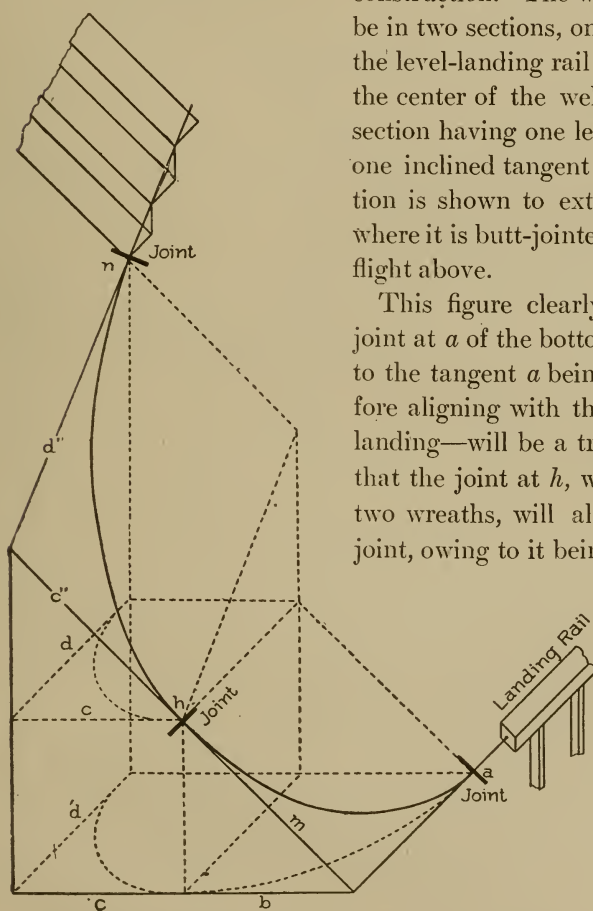 be in two sections, on
the level-landing rail
the center of the wel
section having one le
one inclined tangent
tion is shown to ext
where it is butt-jointe
flight above.
This figure clearly
joint at a of the botto
to the tangent a bein
fore aligning with th
landing—will be a tr
that the joint at h, w
two wreaths, will al
joint, owing to it bein
n
Joint
d"
c"
d
c
h
Joint
Landing Rail
a
Joint
m
d
c
b